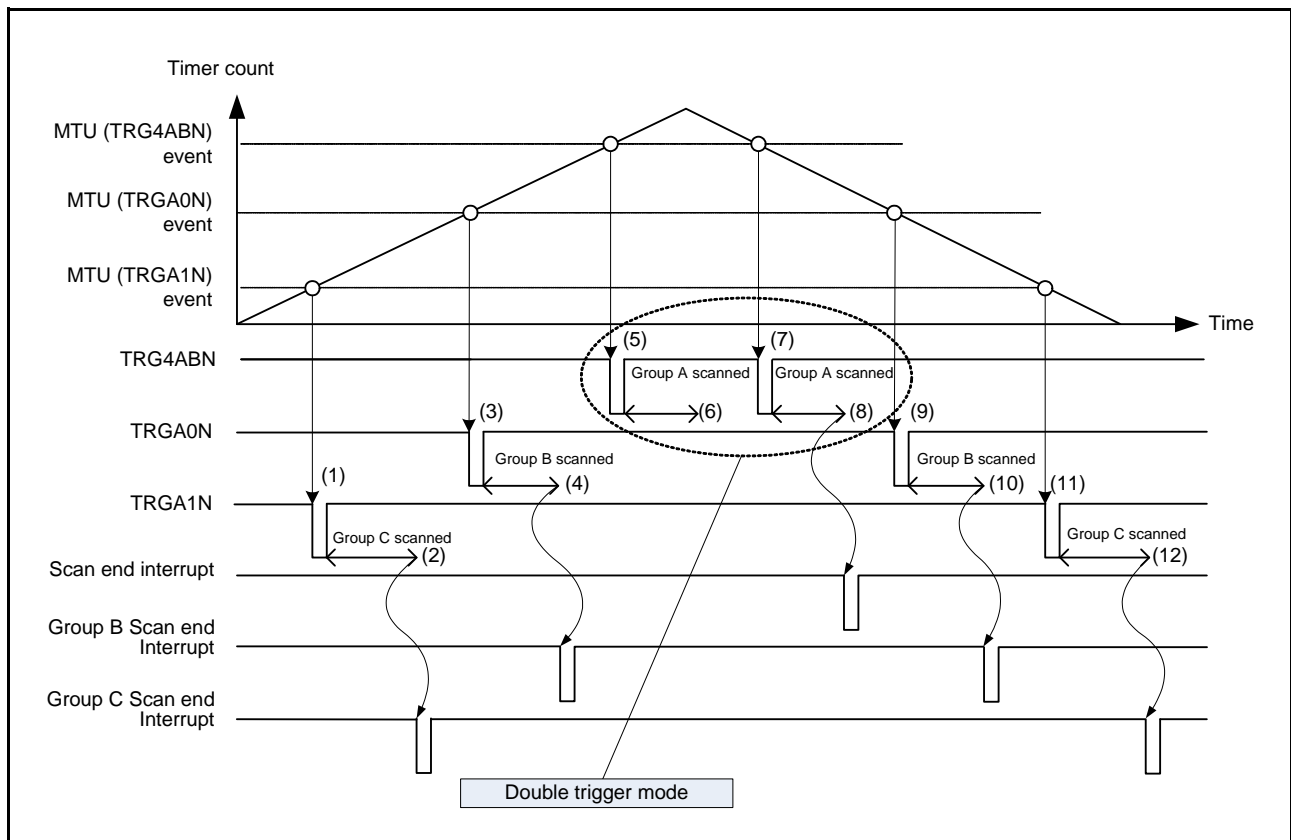 Timer count
MTU (TRG4ABN)
event
MTU (TRGA0N)
event
MTU (TRGA1N)
event
Time
TRG4ABN
(5)
(7)
Group A scanned
Group A scanned
(6)
(8)
TRGA0N
(3)
(9)
Group B scanned
(4)
Group B scanned
(10)
TRGA1N
(1)
(11)
Group C scanned
(2)
Group C scanned
(12)
Scan end interrupt
Group B Scan end
Interrupt
Group C Scan end
Interrupt
Double trigger mode